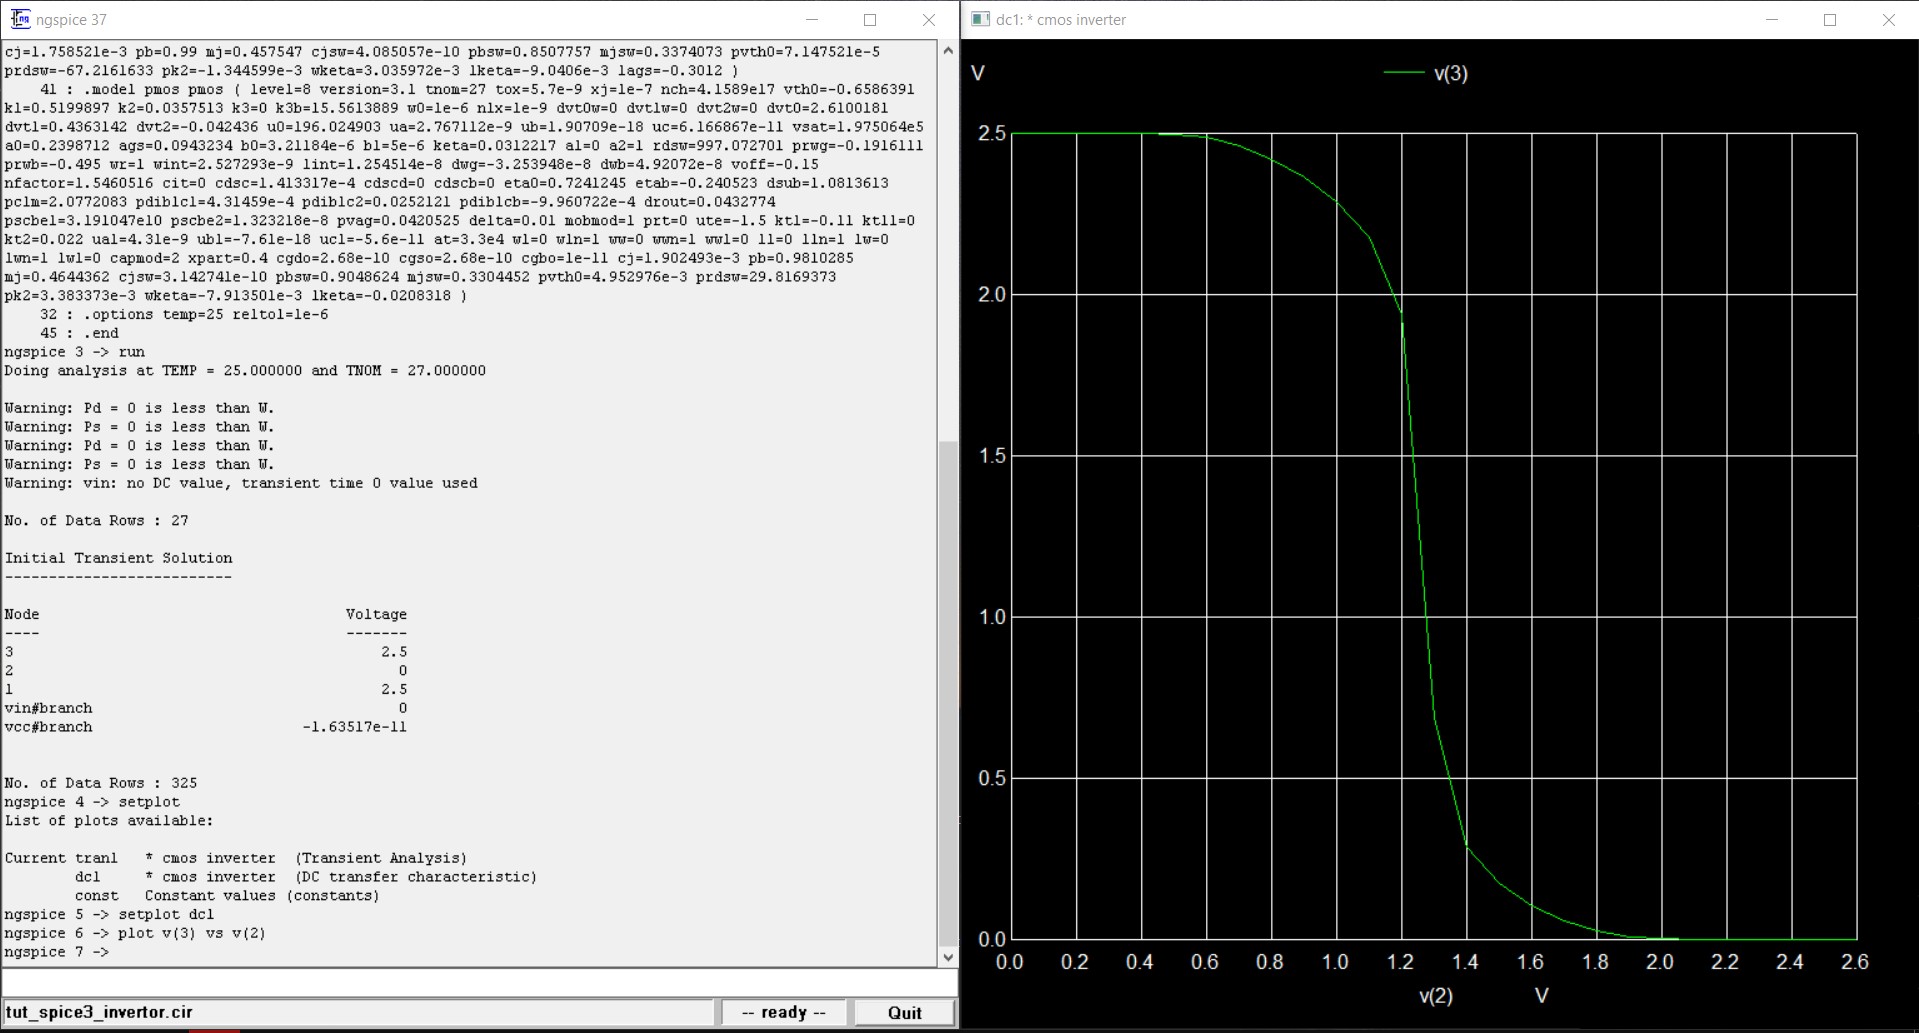 ngspice 37
cj=1.758521e-3 pb=0.99 mj=0.457547 cjsw=4.085057e-10 pbsw=0.8507757 mjsw=0.3374073 pvth0=7.147521e-5
prdsw=-67.2161633 pk2=-1.344599e-3 wketa=3.035972e-3 lketa=-9.0406e-3 lags=-0.3012 )
41 : .model pmos pmos ( level=8 version=3.1 tnom=27 tox=5.7e-9 xj=1e-7 nch=4.1589e17 vth0=-0.6586391
k1=0.5199897 k2=0.0357513 k3=0 k3b=15.5613889 w0=1e-6 nlx=1e-9 dvt0w=0 dvt1w=0 dvt2w=0 dvt0=2.6100181
dvt1=0.4363142 dvt2=-0.042436 u0=196.024903 ua=2.767112e-9 ub=1.90709e-18 uc=6.166867e-11 vsat=1.975064e5
a0=0.2398712 ags=0.0943234 b0=3.21184e-6 b1=5e-6 keta=0.0312217 a1=0 a2=1 rdsw=997.072701 prwg=-0.1916111
prwb=-0.495 wr=1 wint=2.527293e-9 lint=1.254514e-8 dwg=-3.253948e-8 dwb=4.92072e-8 voff=-0.15
nfactor=1.5460516 cit=0 cdsc=1.413317e-4 cdscd=0 cdscb=0 eta0=0.7241245 etab=-0.240523 dsub=1.0813613
pclm=2.0772083 pdiblc1=4.31459e-4 pdiblc2=0.0252121 pdiblcb=-9.960722e-4 drout=0.0432774
pscbe1=3.191047e10 pscbe2=1.323218e-8 pvag=0.0420525 delta=0.01 mobmod=1 prt=0 ute=-1.5 kt1=-0.11 kt1l=0
kt2=0.022 ua1=4.31e-9 ub1=-7.61e-18 uc1=-5.6e-11 at=3.3e4 wl=0 wln=1 ww=0 wwn=1 wwl=0 ll=0 lln=1 lw=0
lwn=1 lwl=0 capmod=2 xpart=0.4 cgdo=2.68e-10 cgso=2.68e-10 cgbo=1e-11 cj=1.902493e-3 pb=0.9810285
mj=0.4644362 cjsw=3.142741e-10 pbsw=0.9048624 mjsw=0.3304452 pvth0=4.952976e-3 prdsw=29.8169373
pk2=3.383373e-3 wketa=-7.913501e-3 lketa=-0.0208318 )
32 : .options temp=25 reltol=1e-6
45 : .end
ngspice 3 -> run
Doing analysis at TEMP = 25.000000 and TNOM = 27.000000
Warning: Pd = 0 is less than W.
Warning: Ps = 0 is less than W.
Warning: Pd = 0 is less than W.
Warning: Ps = 0 is less than W.
Warning: vin: no DC value, transient time 0 value used
No. of Data Rows : 27
Initial Transient Solution
--------------------------
Node Voltage
---- -------
3 2.5
2 0
1 2.5
vin#branch 0
vcc#branch -1.63517e-11
No. of Data Rows : 325
ngspice 4 -> setplot
List of plots available:
Current tran1 * cmos inverter (Transient Analysis)
dc1 * cmos inverter (DC transfer characteristic)
const Constant values (constants)
ngspice 5 -> setplot dc1
ngspice 6 -> plot v(3) vs v(2)
ngspice 7 ->
tut_spice3_invertor.cir
-- ready --
Quit
dc1: * cmos inverter
V
v(3)
2.5
2.0
1.5
1.0
0.5
0.0
0.0 0.2 0.4 0.6 0.8 1.0 1.2 1.4 1.6 1.8 2.0 2.2 2.4 2.6
v(2) V